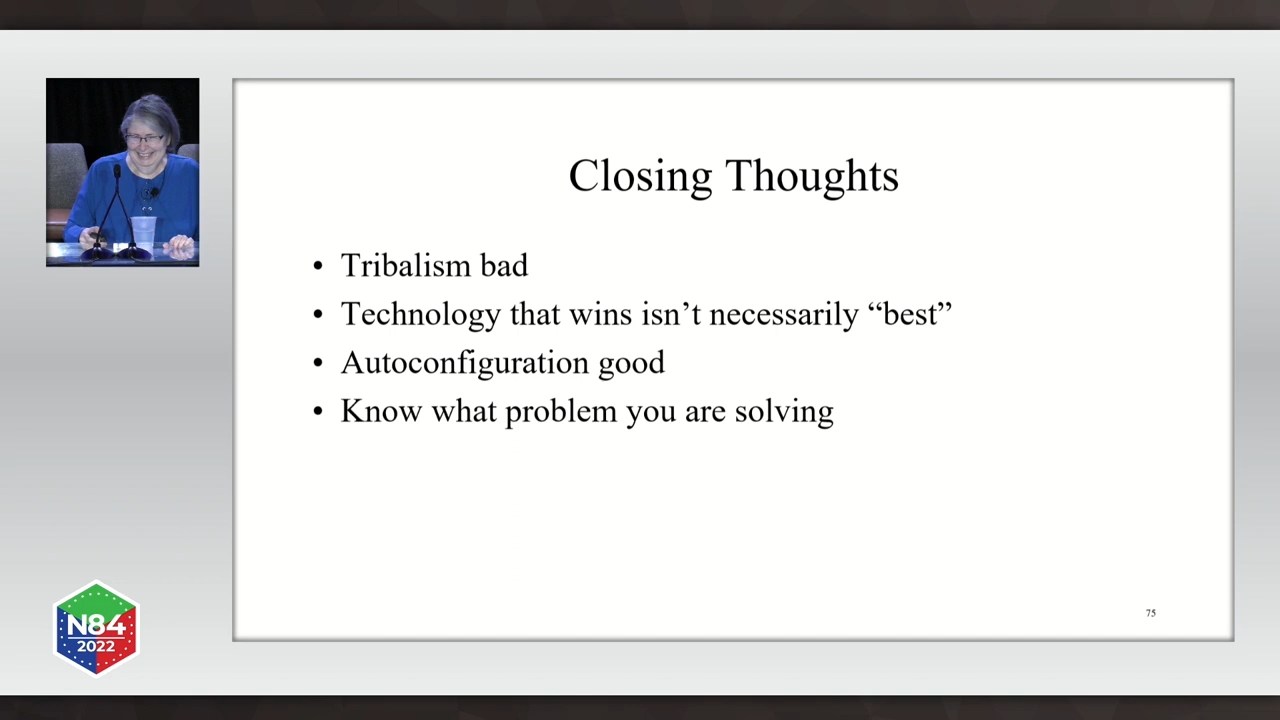 Closing Thoughts
• Tribalism bad
• Technology that wins isn’t necessarily “best”
• Autoconfiguration good
• Know what problem you are solving
75
N84
2022